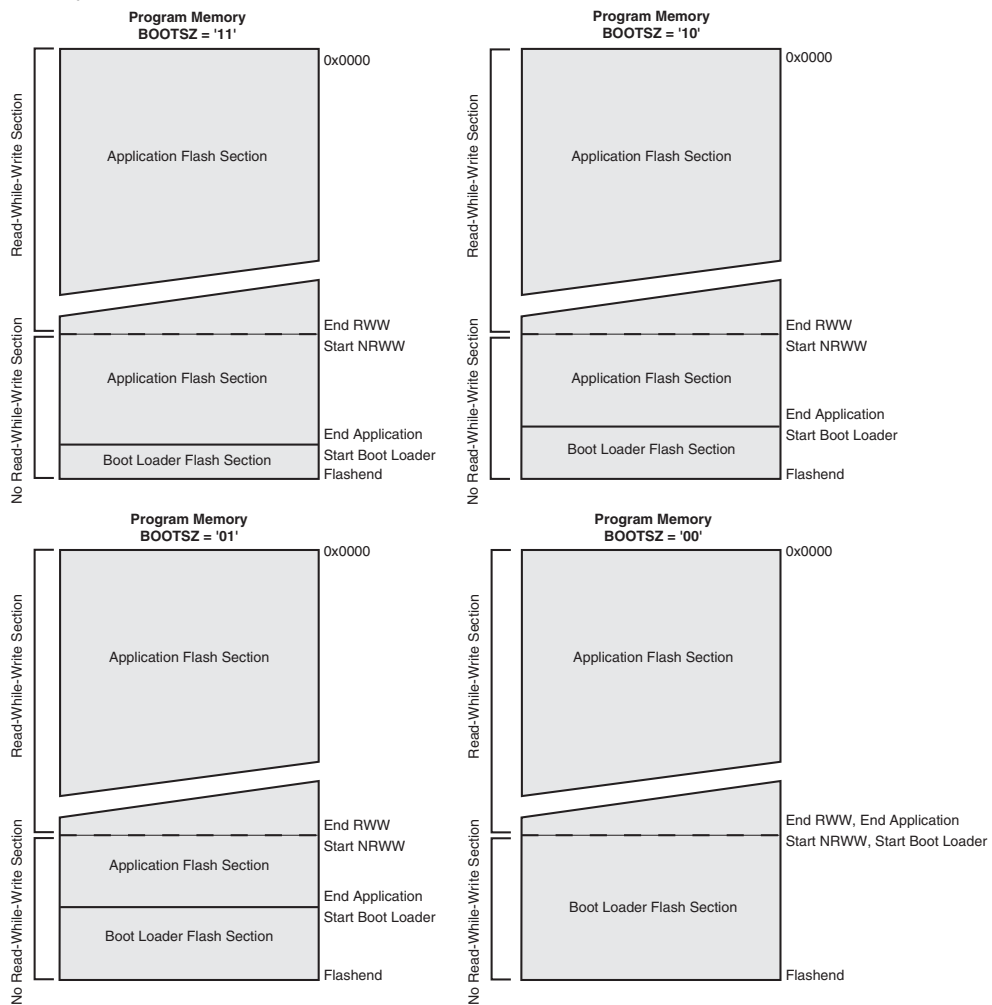 Program Memory
BOOTSZ = '11'
0x0000
Read-While-Write Section
Application Flash Section
End RWW
Start NRWW
No Read-While-Write Section
Application Flash Section
End Application
Start Boot Loader
Boot Loader Flash Section
Flashend
Program Memory
BOOTSZ = '10'
0x0000
Read-While-Write Section
Application Flash Section
End RWW
Start NRWW
No Read-While-Write Section
Application Flash Section
End Application
Start Boot Loader
Boot Loader Flash Section
Flashend
Program Memory
BOOTSZ = '01'
0x0000
Read-While-Write Section
Application Flash Section
End RWW
Start NRWW
No Read-While-Write Section
Application Flash Section
End Application
Start Boot Loader
Boot Loader Flash Section
Flashend
Program Memory
BOOTSZ = '00'
0x0000
Read-While-Write Section
Application Flash Section
End RWW, End Application
Start NRWW, Start Boot Loader
No Read-While-Write Section
Boot Loader Flash Section
Flashend